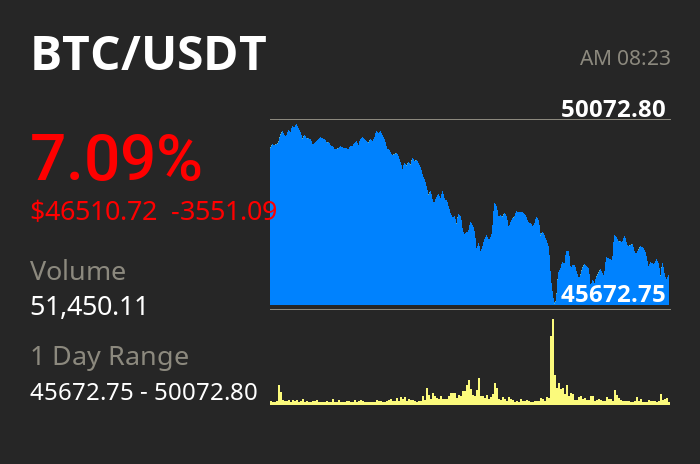 BTC/USDT
AM 08:23
50072.80
7.09%
$46510.72 -3551.09
Volume
51,450.11
45672.75
1 Day Range
45672.75 - 50072.80